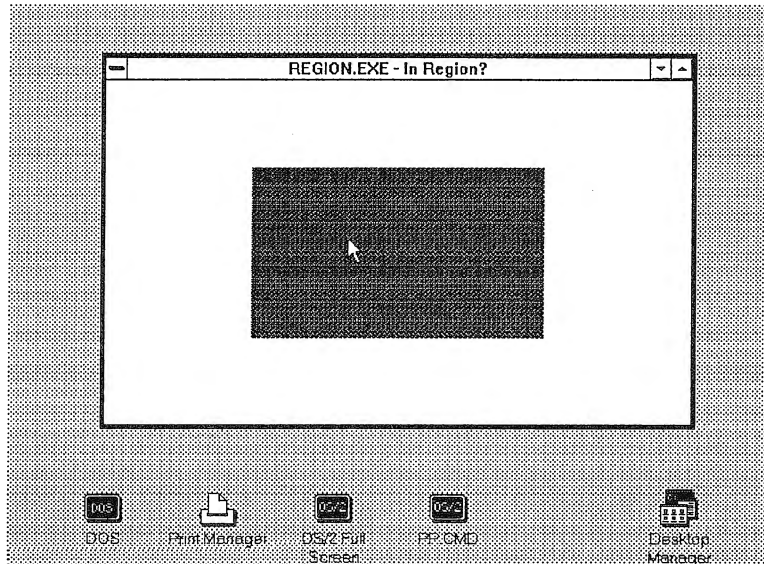 REGION.EXE - In Region?
DOS
OS/2
OS/2
DOS
Print Manager
OS/2 Full
Screen
PP.CMD
Desktop
Manager